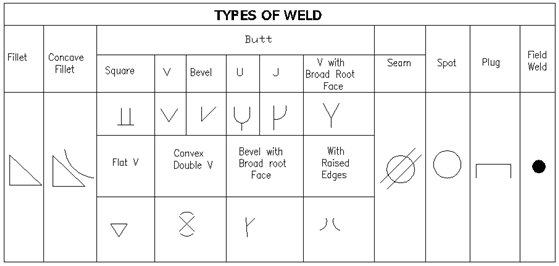 TYPES OF WELD
Fillet
Concave
Fillet
Butt
Square
V
Bevel
U
J
V with
Broad Root
Face
Seam
Spot
Plug
Field
Weld
Flat V
Convex
Double V
Bevel with
Broad root
Face
With
Raised
Edges